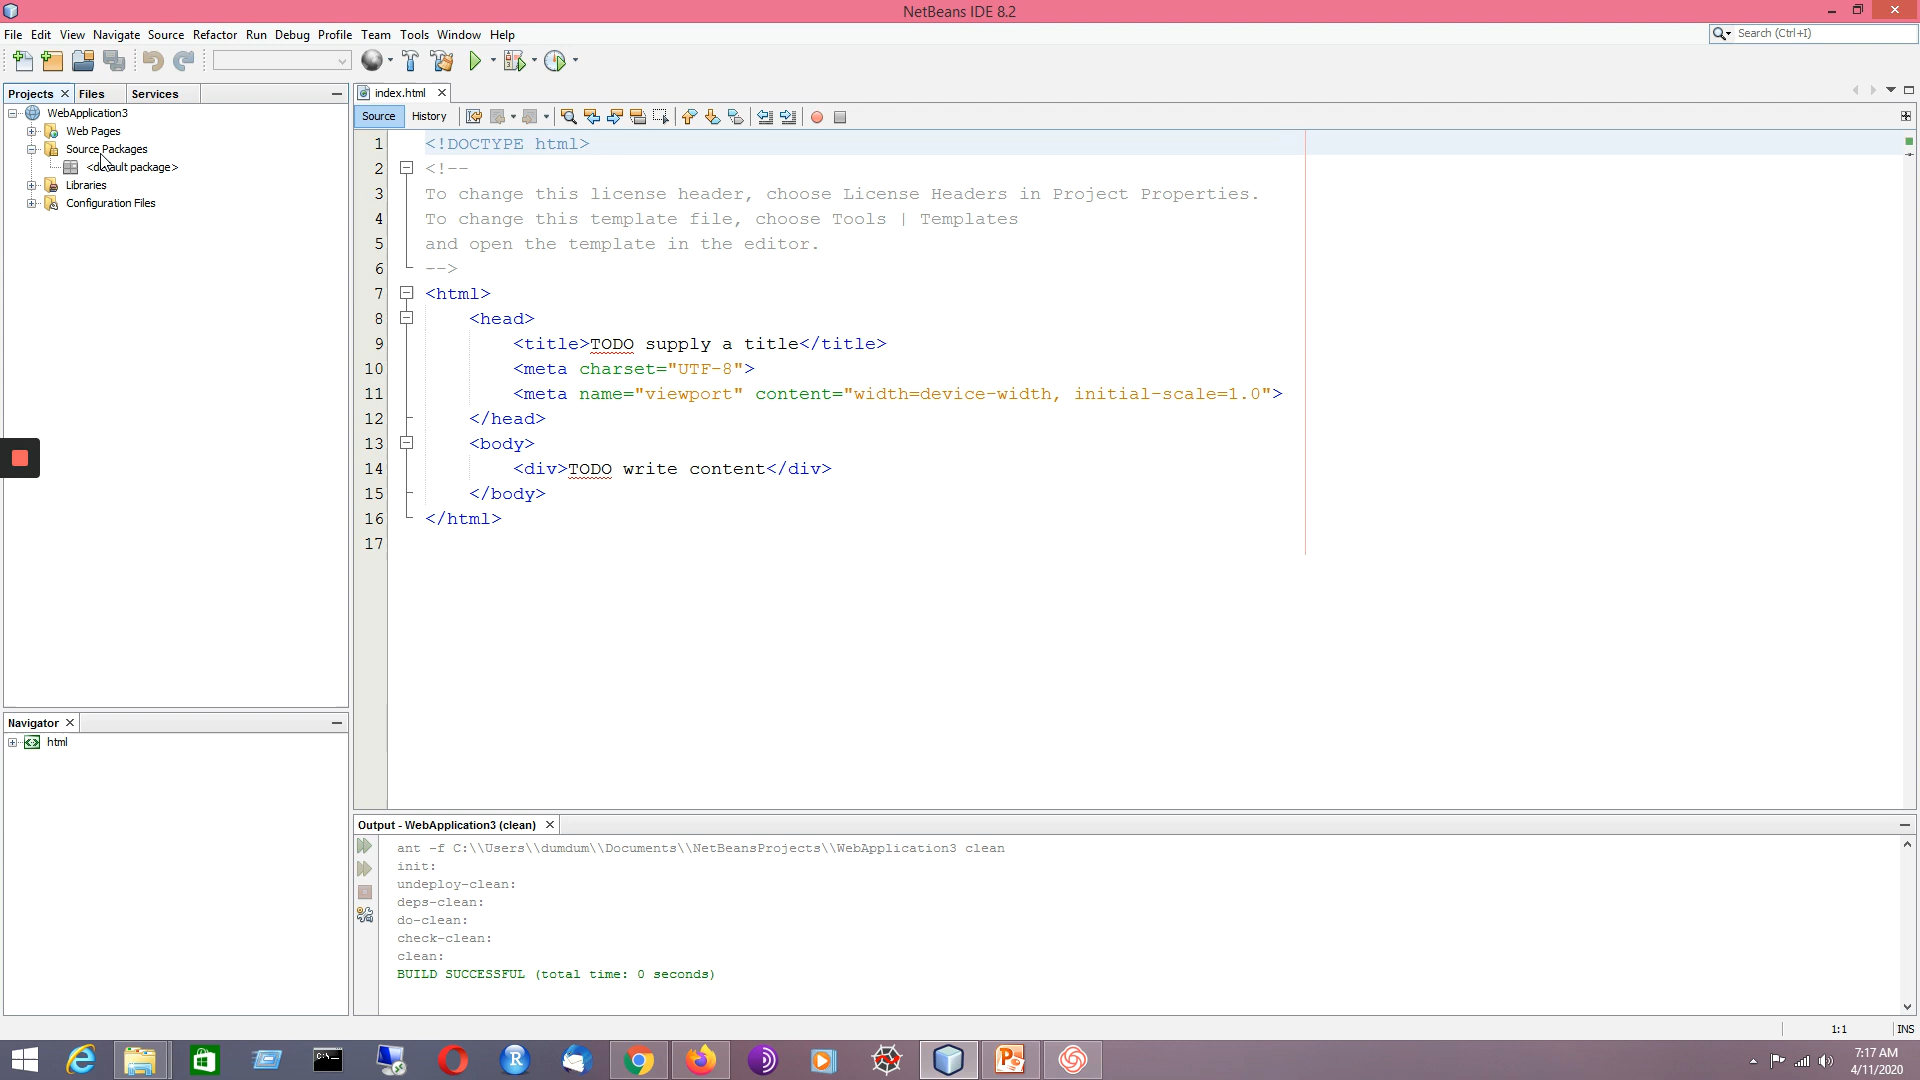 NetBeans IDE 8.2
File Edit View Navigate Source Refactor Run Debug Profile Team Tools Window Help
Search (Ctrl+I)
Projects Files Services
WebApplication3
Web Pages
Source Packages
<default package>
Libraries
Configuration Files
Navigator
html
index.html
Source History
1 <!DOCTYPE html>
2 <!--
3 To change this license header, choose License Headers in Project Properties.
4 To change this template file, choose Tools | Templates
5 and open the template in the editor.
6 -->
7 <html>
8 <head>
9 <title>TODO supply a title</title>
10 <meta charset="UTF-8">
11 <meta name="viewport" content="width=device-width, initial-scale=1.0">
12 </head>
13 <body>
14 <div>TODO write content</div>
15 </body>
16 </html>
17
Output - WebApplication3 (clean)
ant -f C:\\Users\\dumdum\\Documents\\NetBeansProjects\\WebApplication3 clean
init:
undeploy-clean:
deps-clean:
do-clean:
check-clean:
clean:
BUILD SUCCESSFUL (total time: 0 seconds)
1:1 INS
7:17 AM
4/11/2020